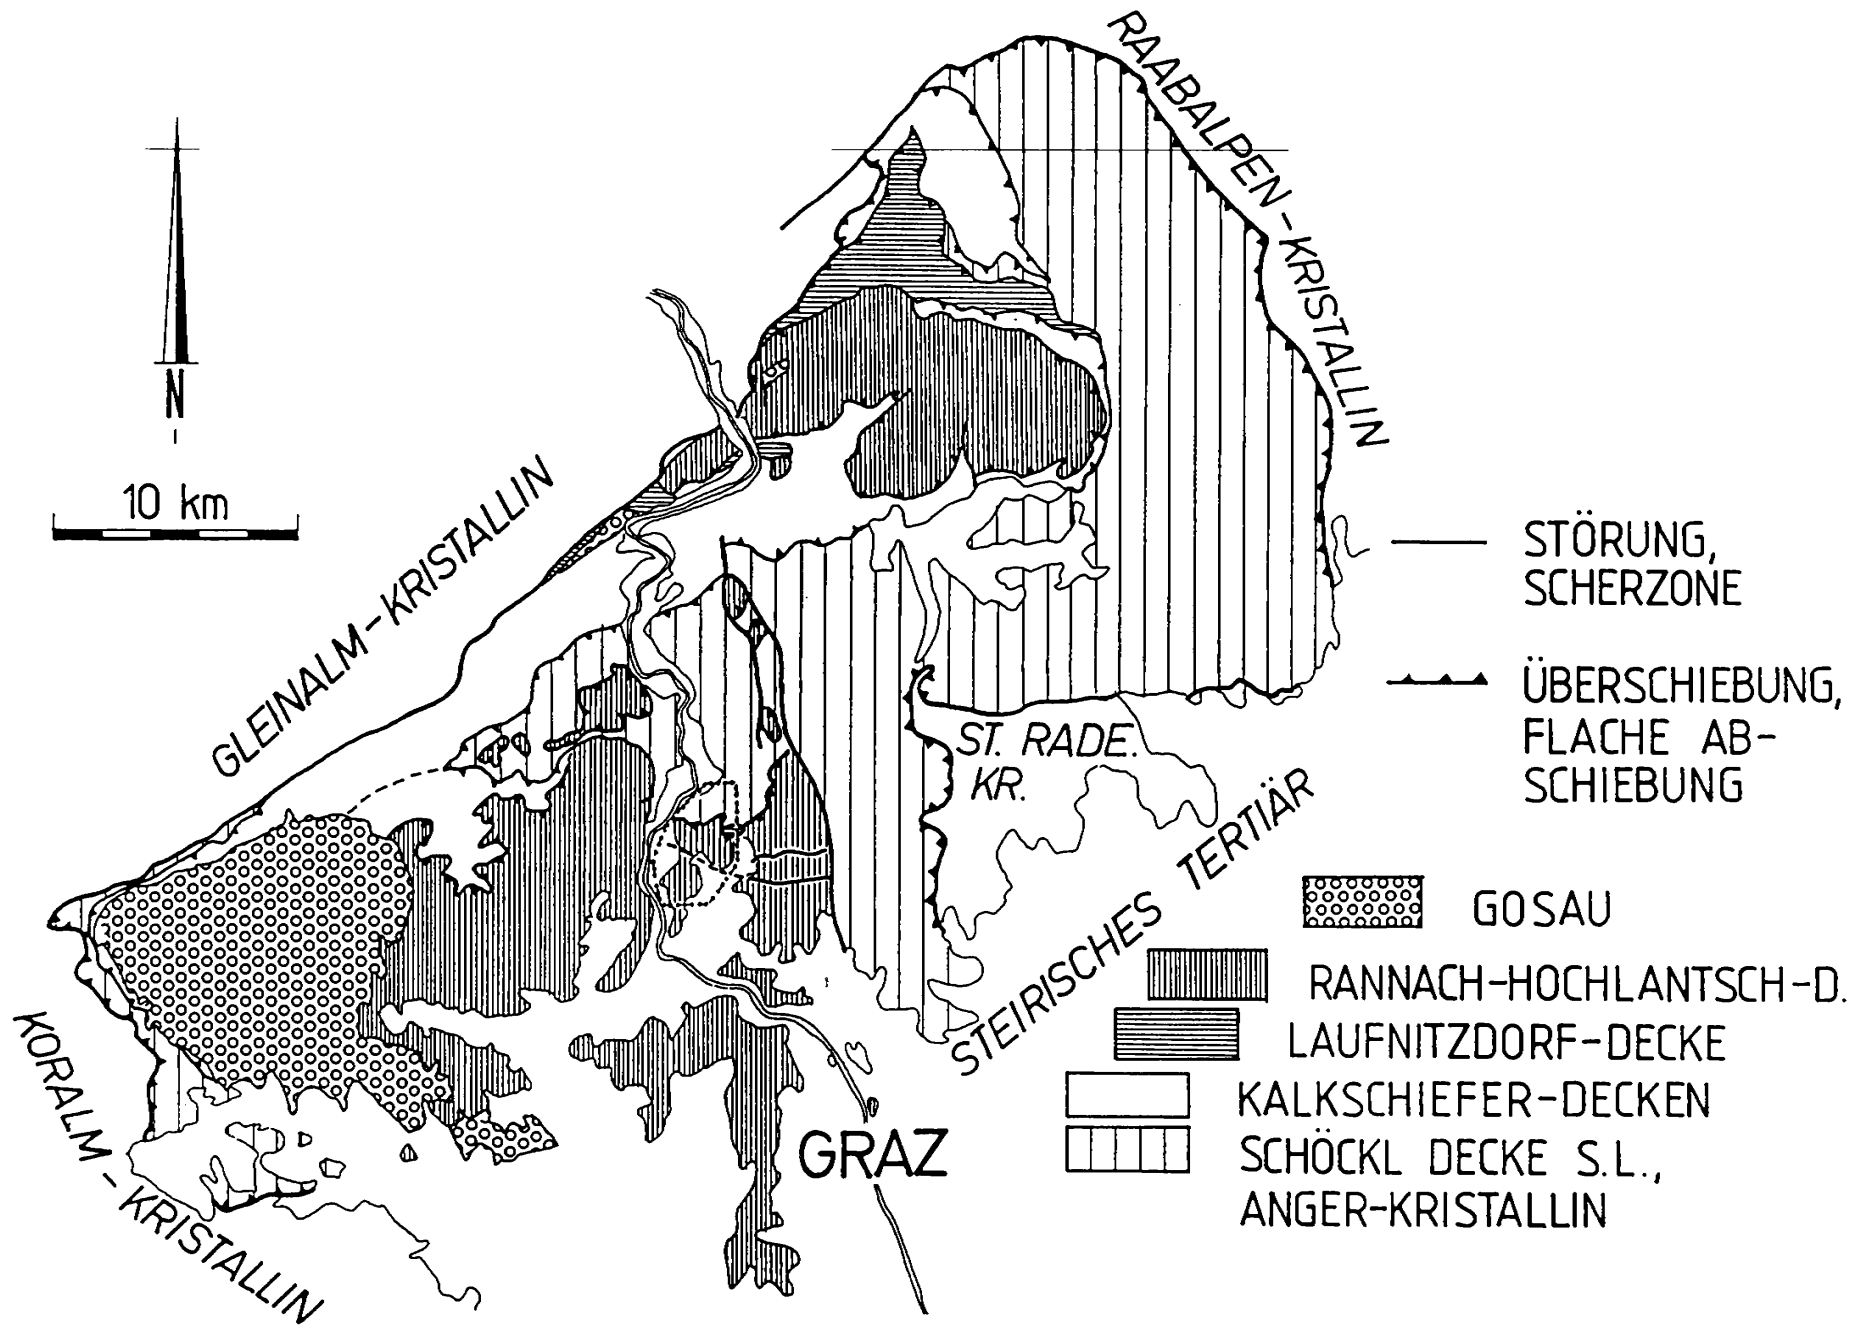 RAABALPEN-KRISTALLIN
N
10 km
GLEINALM-KRISTALLIN
STÖRUNG,
SCHERZONE
ÜBERSCHIEBUNG,
FLACHE AB-
SCHIEBUNG
ST. RADE.
KR.
STEIRISCHES TERTIÄR
GOSAU
RANNACH-HOCHLANTSCH-D.
LAUFNITZDORF-DECKE
KALKSCHIEFER-DECKEN
SCHÖCKL DECKE S.L.,
ANGER-KRISTALLIN
KORALM-KRISTALLIN
GRAZ